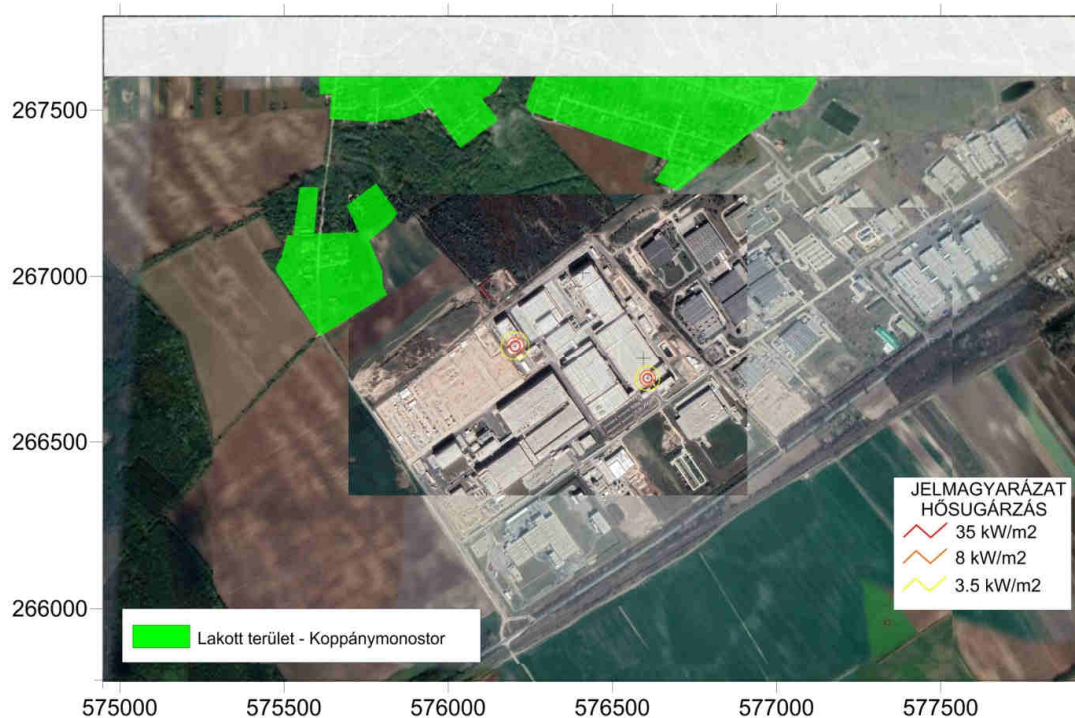 267500
267000
266500
266000
JELMAGYARÁZAT
HŐSUGÁRZÁS
35 kW/m2
8 kW/m2
3.5 kW/m2
Lakott terület - Koppánymonostor
575000 575500 576000 576500 577000 577500